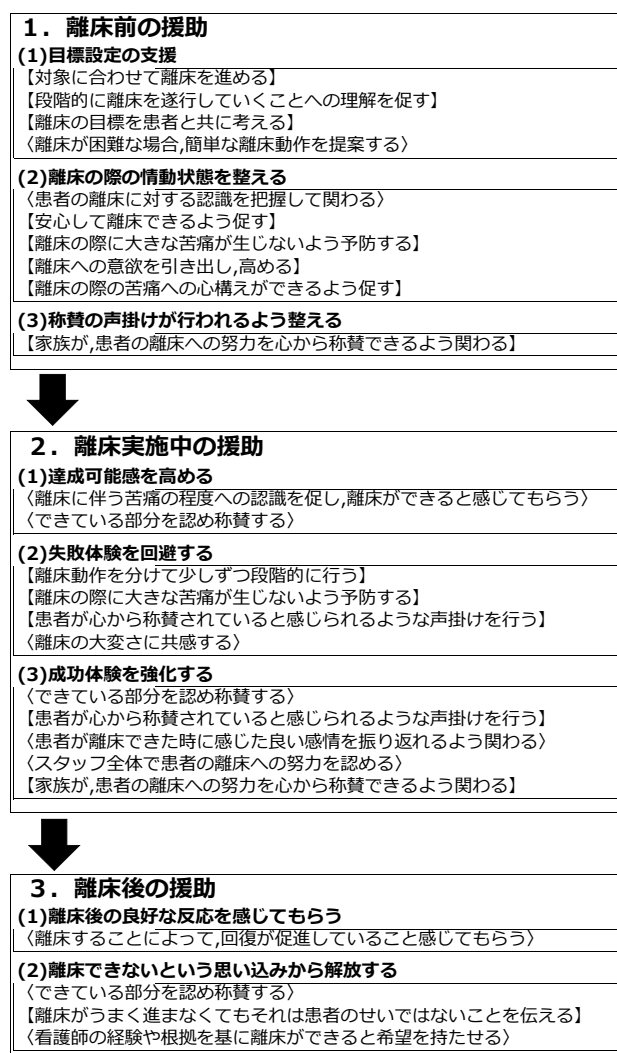 1．離床前の援助
(1)目標設定の支援
【対象に合わせて離床を進める】
【段階的に離床を遂行していくことへの理解を促す】
【離床の目標を患者と共に考える】
〈離床が困難な場合,簡単な離床動作を提案する〉
(2)離床の際の情動状態を整える
〈患者の離床に対する認識を把握して関わる〉
【安心して離床できるよう促す】
【離床の際に大きな苦痛が生じないよう予防する】
【離床への意欲を引き出し,高める】
【離床の際の苦痛への心構えができるよう促す】
(3)称賛の声掛けが行われるよう整える
【家族が,患者の離床への努力を心から称賛できるよう関わる】
2．離床実施中の援助
(1)達成可能感を高める
〈離床に伴う苦痛の程度への認識を促し,離床ができると感じてもらう〉
〈できている部分を認め称賛する〉
(2)失敗体験を回避する
【離床動作を分けて少しずつ段階的に行う】
【離床の際に大きな苦痛が生じないよう予防する】
【患者が心から称賛されていると感じられるような声掛けを行う】
〈離床の大変さに共感する〉
(3)成功体験を強化する
〈できている部分を認め称賛する〉
【患者が心から称賛されていると感じられるような声掛けを行う】
〈患者が離床できた時に感じた良い感情を振り返れるよう関わる〉
〈スタッフ全体で患者の離床への努力を認める〉
【家族が,患者の離床への努力を心から称賛できるよう関わる】
3．離床後の援助
(1)離床後の良好な反応を感じてもらう
〈離床することによって,回復が促進していること感じてもらう〉
(2)離床できないという思い込みから解放する
〈できている部分を認め称賛する〉
【離床がうまく進まなくてもそれは患者のせいではないことを伝える】
〈看護師の経験や根拠を基に離床ができると希望を持たせる〉